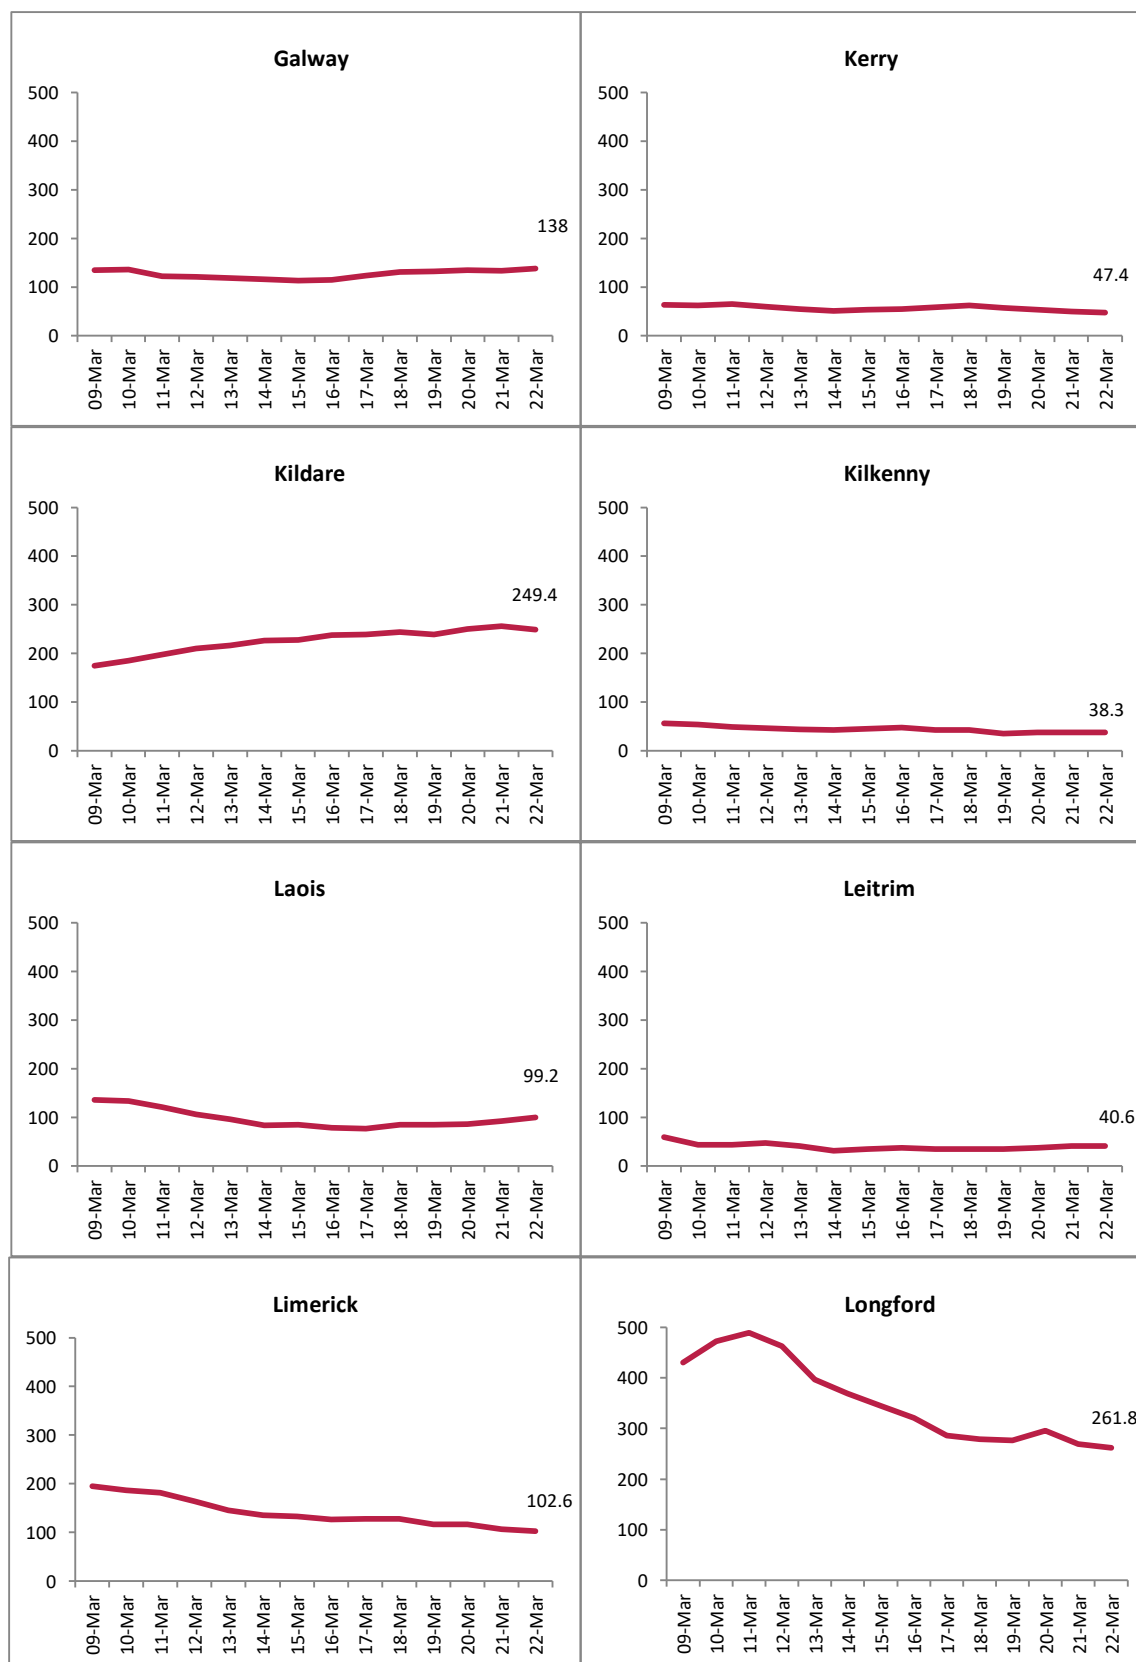 Galway
500
400
300
200
100
0
138
09-Mar
10-Mar
11-Mar
12-Mar
13-Mar
14-Mar
15-Mar
16-Mar
17-Mar
18-Mar
19-Mar
20-Mar
21-Mar
22-Mar
Kerry
500
400
300
200
100
0
47.4
09-Mar
10-Mar
11-Mar
12-Mar
13-Mar
14-Mar
15-Mar
16-Mar
17-Mar
18-Mar
19-Mar
20-Mar
21-Mar
22-Mar
Kildare
500
400
300
200
100
0
249.4
09-Mar
10-Mar
11-Mar
12-Mar
13-Mar
14-Mar
15-Mar
16-Mar
17-Mar
18-Mar
19-Mar
20-Mar
21-Mar
22-Mar
Kilkenny
500
400
300
200
100
0
38.3
09-Mar
10-Mar
11-Mar
12-Mar
13-Mar
14-Mar
15-Mar
16-Mar
17-Mar
18-Mar
19-Mar
20-Mar
21-Mar
22-Mar
Laois
500
400
300
200
100
0
99.2
09-Mar
10-Mar
11-Mar
12-Mar
13-Mar
14-Mar
15-Mar
16-Mar
17-Mar
18-Mar
19-Mar
20-Mar
21-Mar
22-Mar
Leitrim
500
400
300
200
100
0
40.6
09-Mar
10-Mar
11-Mar
12-Mar
13-Mar
14-Mar
15-Mar
16-Mar
17-Mar
18-Mar
19-Mar
20-Mar
21-Mar
22-Mar
Limerick
500
400
300
200
100
0
102.6
09-Mar
10-Mar
11-Mar
12-Mar
13-Mar
14-Mar
15-Mar
16-Mar
17-Mar
18-Mar
19-Mar
20-Mar
21-Mar
22-Mar
Longford
500
400
300
200
100
0
261.8
09-Mar
10-Mar
11-Mar
12-Mar
13-Mar
14-Mar
15-Mar
16-Mar
17-Mar
18-Mar
19-Mar
20-Mar
21-Mar
22-Mar